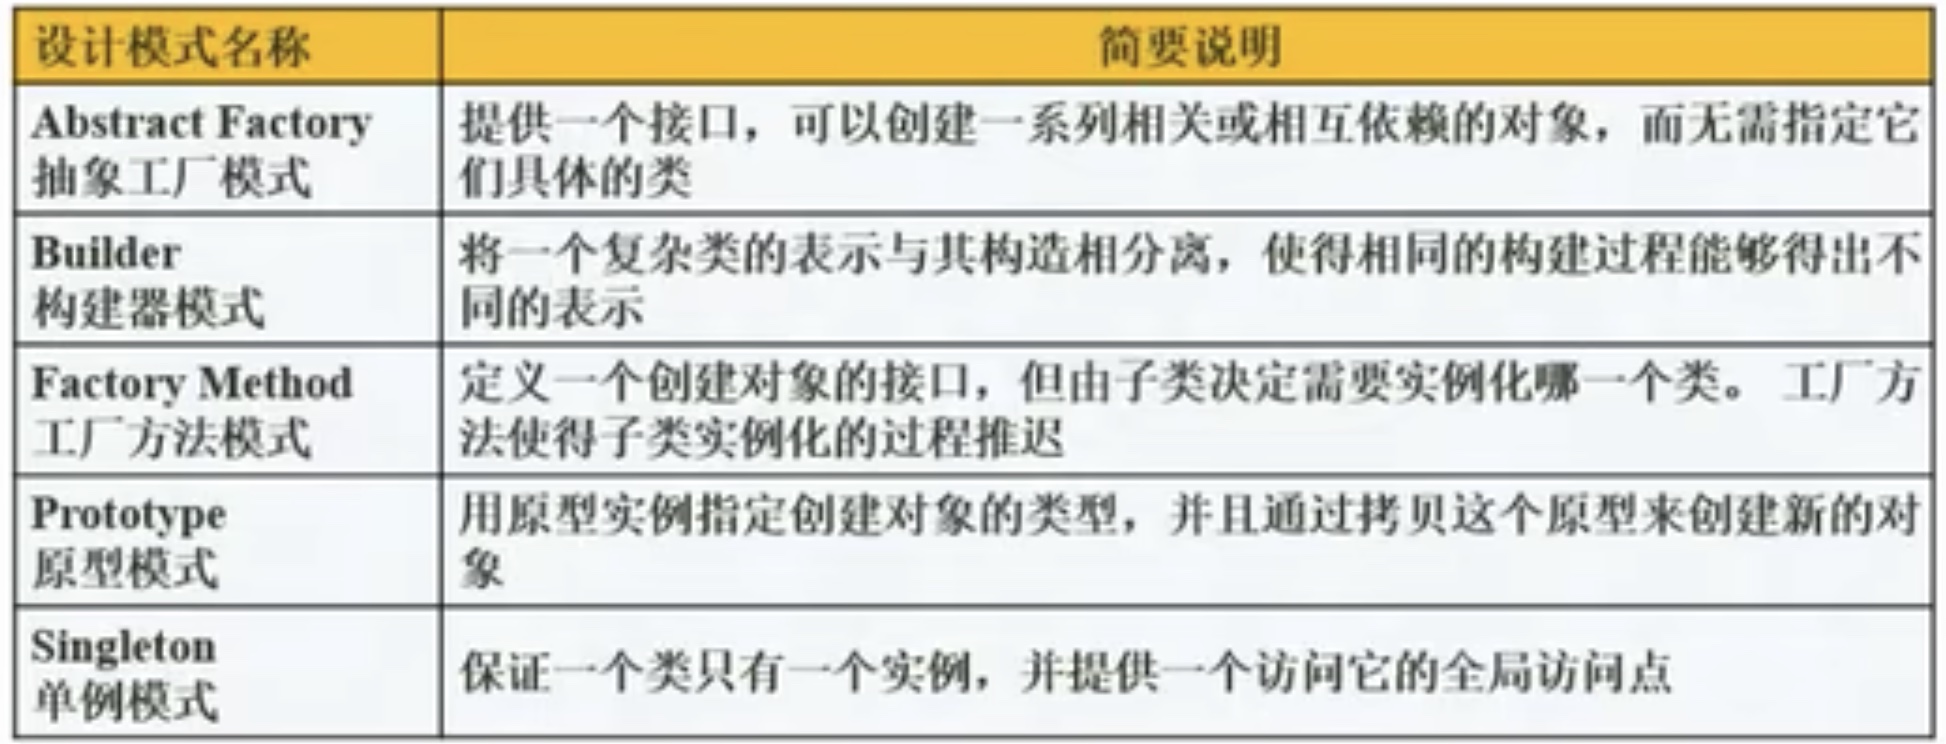 设计模式名称
简要说明
Abstract Factory
抽象工厂模式
提供一个接口，可以创建一系列相关或相互依赖的对象，而无需指定它
们具体的类
Builder
构建器模式
将一个复杂类的表示与其构造相分离，使得相同的构建过程能够得出不
同的表示
Factory Method
工厂方法模式
定义一个创建对象的接口，但由子类决定需要实例化哪一个类。 工厂方
法使得子类实例化的过程推迟
Prototype
原型模式
用原型实例指定创建对象的类型，并且通过拷贝这个原型来创建新的对
象
Singleton
单例模式
保证一个类只有一个实例，并提供一个访问它的全局访问点